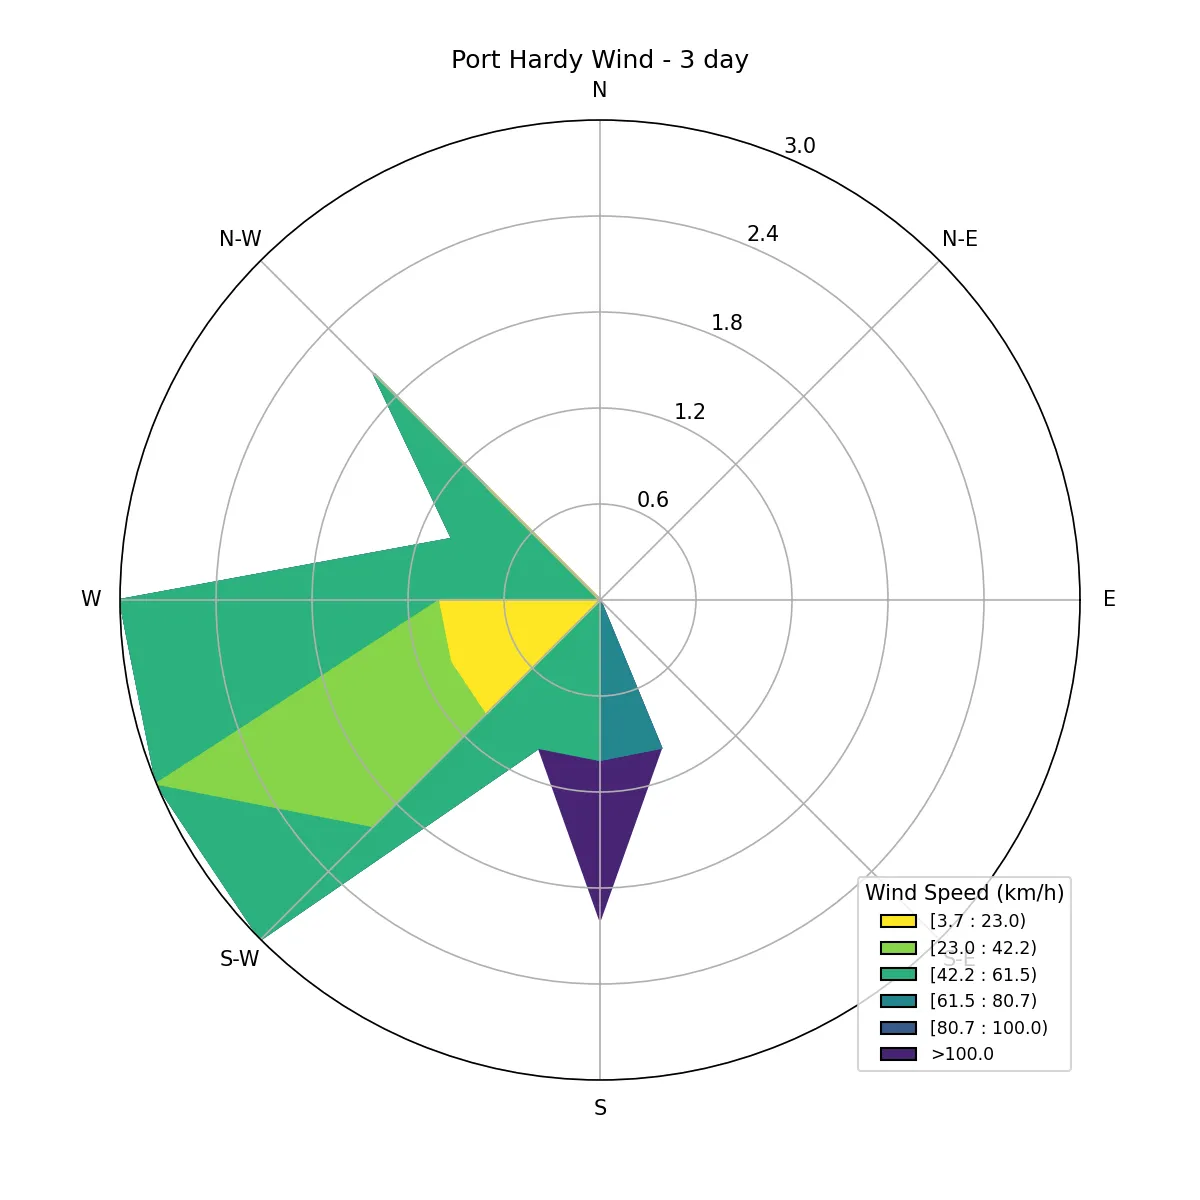 Port Hardy Wind - 3 day
N
3.0
N-W
N-E
2.4
1.8
1.2
0.6
W
E
S-W
S-E
Wind Speed (km/h)
[3.7 : 23.0)
[23.0 : 42.2)
[42.2 : 61.5)
[61.5 : 80.7)
[80.7 : 100.0)
>100.0
S